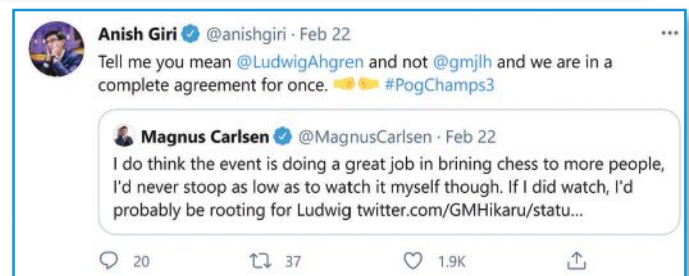 Anish Giri @anishgiri · Feb 22
Tell me you mean @LudwigAhgren and not @gmjlh and we are in a
complete agreement for once. 🤜🤛 #PogChamps3
Magnus Carlsen @MagnusCarlsen · Feb 22
I do think the event is doing a great job in brining chess to more people,
I'd never stoop as low as to watch it myself though. If I did watch, I'd
probably be rooting for Ludwig twitter.com/GMHikaru/statu...
20 37 1.9K